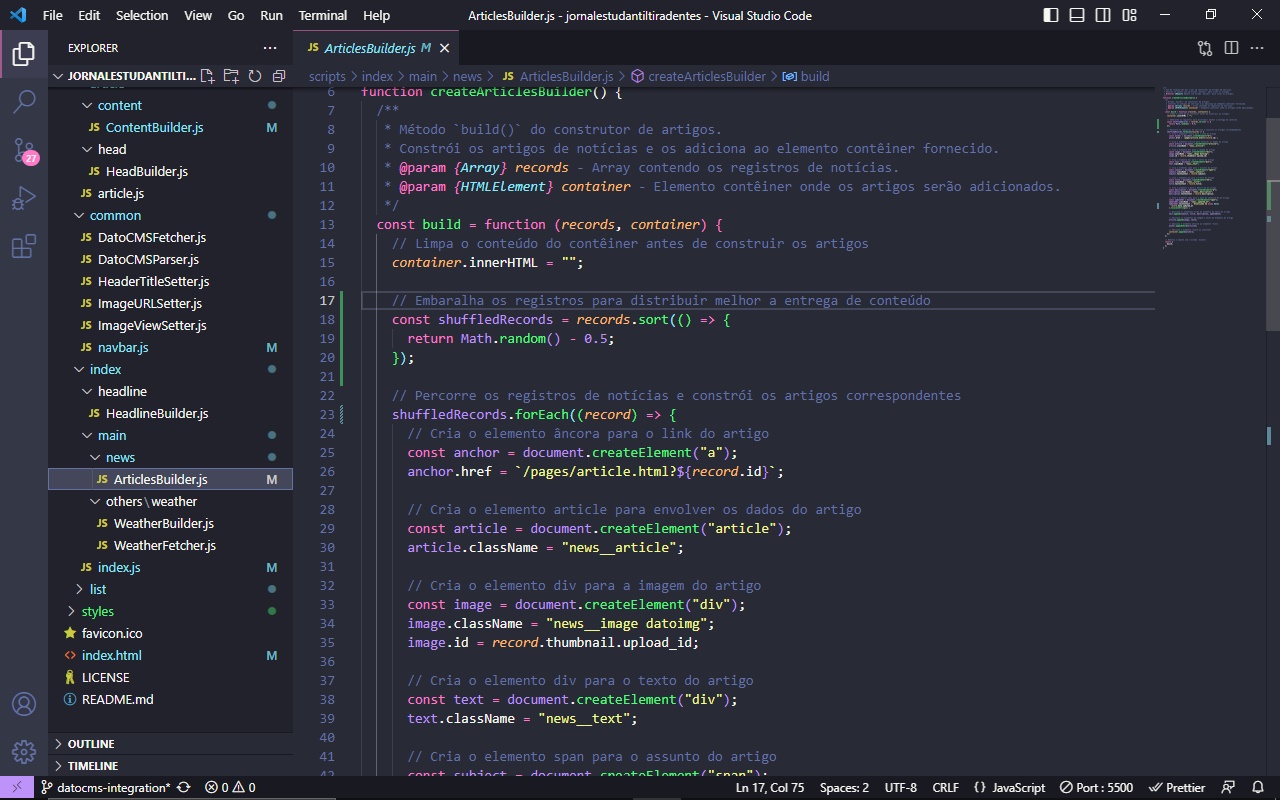 File Edit Selection View Go Run Terminal Help
ArticlesBuilder.js - jornalestudantiltiradentes - Visual Studio Code
EXPLORER
JORNALESTUDANTILTI...
content
ContentBuilder.js M
head
HeadBuilder.js
article.js
common
DatoCMSFetcher.js
DatoCMSParser.js
HeaderTitleSetter.js
ImageURLSetter.js
ImageViewSetter.js
navbar.js M
index
headline
HeadlineBuilder.js
main
news
ArticlesBuilder.js M
others\weather
WeatherBuilder.js
WeatherFetcher.js
index.js M
list
styles
favicon.ico
index.html M
LICENSE
README.md
OUTLINE
TIMELINE
27
JS ArticlesBuilder.js M
scripts > index > main > news > JS ArticlesBuilder.js > createArticlesBuilder > build
6 function createArticlesBuilder() {
7 /**
8 * Método `build()` do construtor de artigos.
9 * Constrói os artigos de notícias e os adiciona ao elemento contêiner fornecido.
10 * @param {Array} records - Array contendo os registros de notícias.
11 * @param {HTMLElement} container - Elemento contêiner onde os artigos serão adicionados.
12 */
13 const build = function (records, container) {
14 // Limpa o conteúdo do contêiner antes de construir os artigos
15 container.innerHTML = "";
16
17 // Embaralha os registros para distribuir melhor a entrega de conteúdo
18 const shuffledRecords = records.sort(() => {
19 return Math.random() - 0.5;
20 });
21
22 // Percorre os registros de notícias e constrói os artigos correspondentes
23 shuffledRecords.forEach((record) => {
24 // Cria o elemento âncora para o link do artigo
25 const anchor = document.createElement("a");
26 anchor.href = `/pages/article.html?${record.id}`;
27
28 // Cria o elemento article para envolver os dados do artigo
29 const article = document.createElement("article");
30 article.className = "news__article";
31
32 // Cria o elemento div para a imagem do artigo
33 const image = document.createElement("div");
34 image.className = "news__image datoimg";
35 image.id = record.thumbnail.upload_id;
36
37 // Cria o elemento div para o texto do artigo
38 const text = document.createElement("div");
39 text.className = "news__text";
40
41 // Cria o elemento span para o assunto do artigo
42 const subject = document.createElement("span");
datocms-integration* 0 0 Ln 17, Col 75 Spaces: 2 UTF-8 CRLF {} JavaScript Port : 5500 Prettier